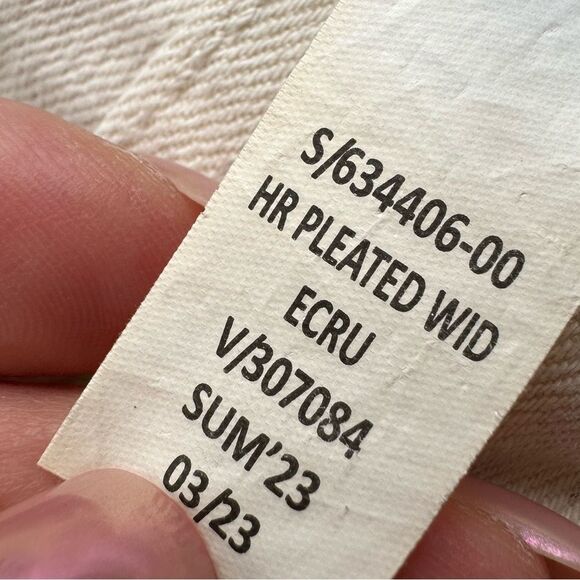 S/634406-00
HR PLEATED WID
ECRU
V/307084
SUM'23
03/23